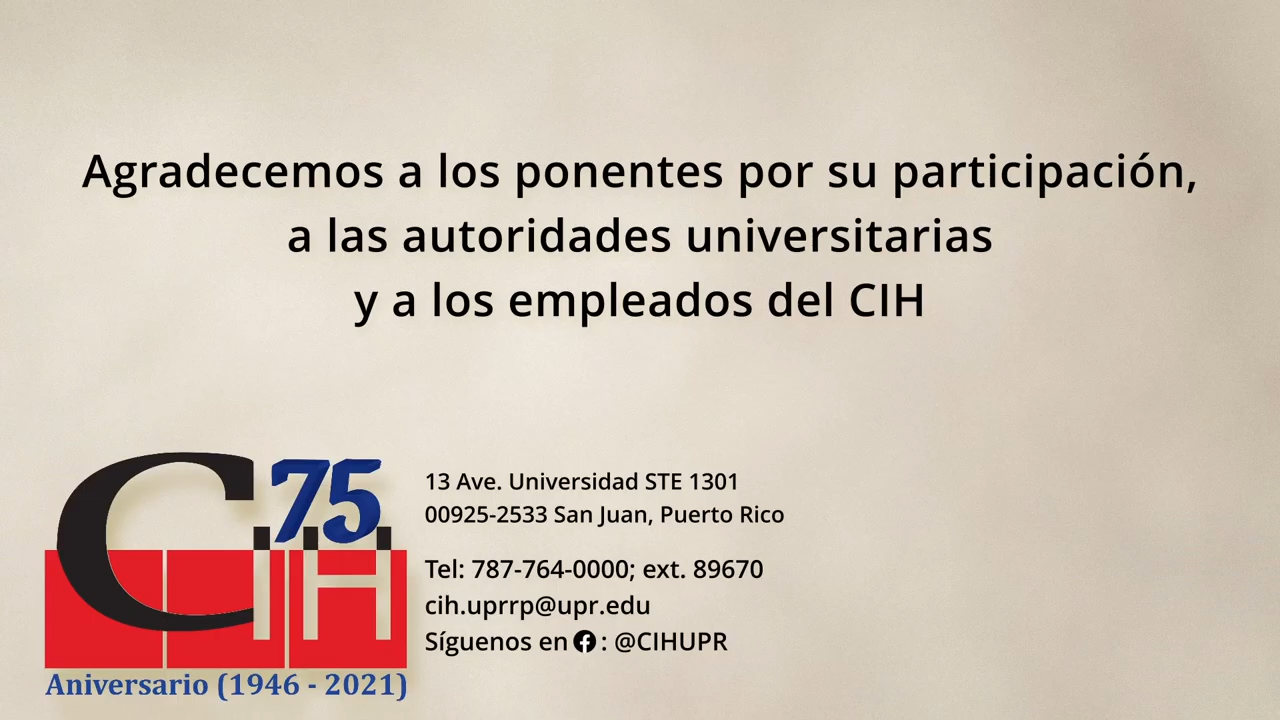 Agradecemos a los ponentes por su participación,
a las autoridades universitarias
y a los empleados del CIH
CIH 75
Aniversario (1946 - 2021)
13 Ave. Universidad STE 1301
00925-2533 San Juan, Puerto Rico
Tel: 787-764-0000; ext. 89670
cih.uprrp@upr.edu
Síguenos en : @CIHUPR